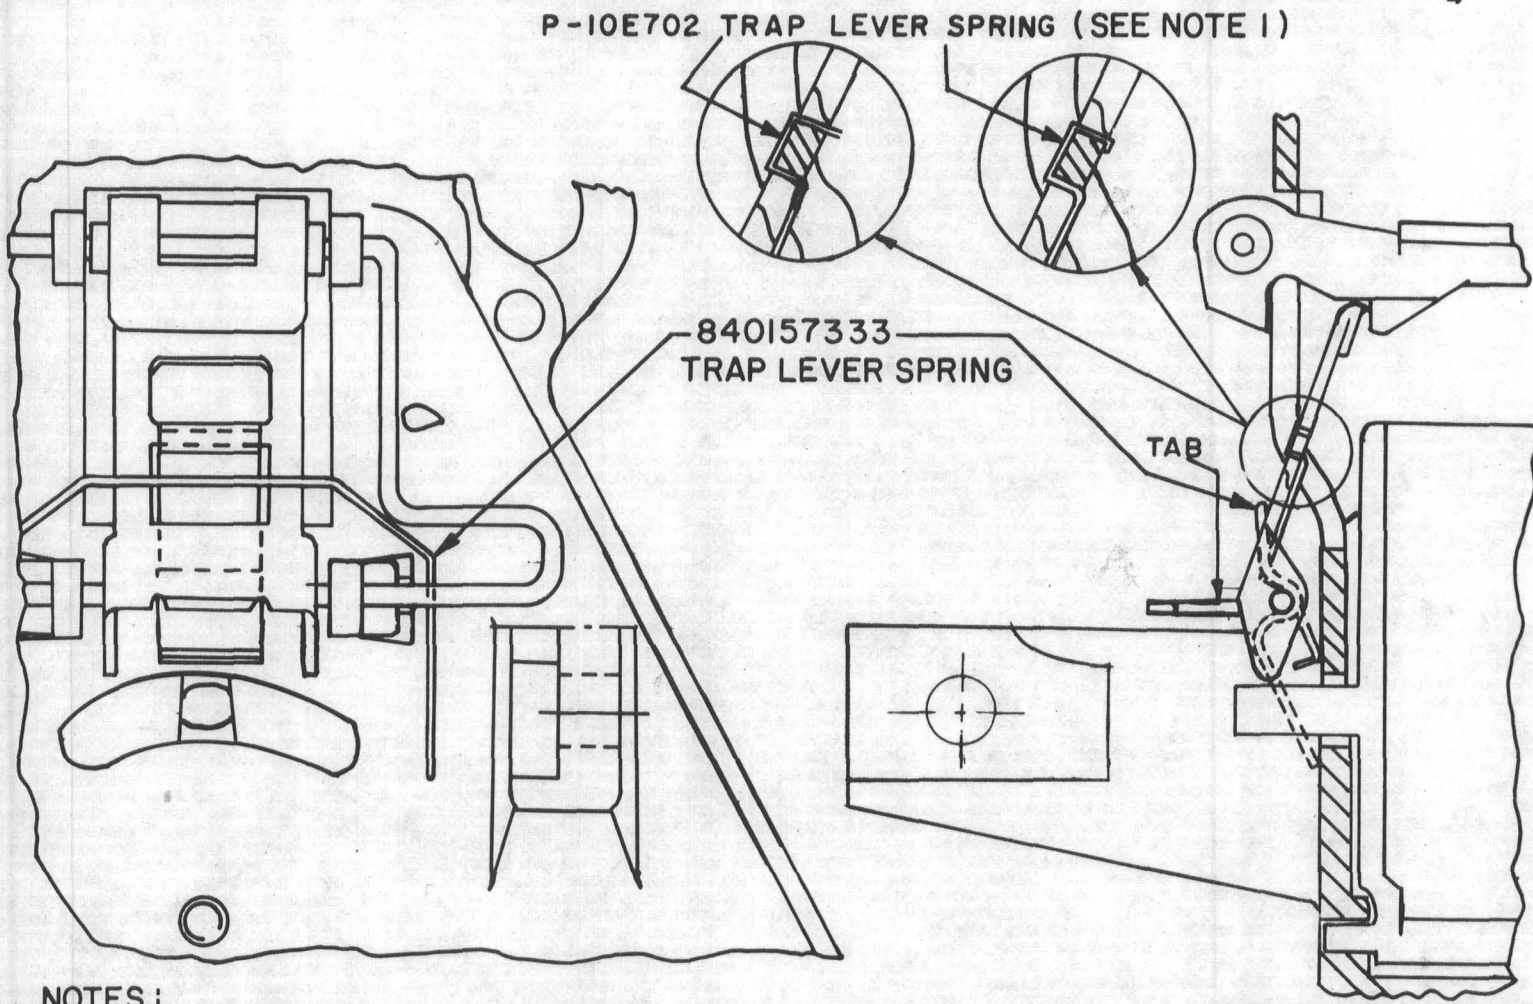 P-10E702 TRAP LEVER SPRING (SEE NOTE 1)
840157333
TRAP LEVER SPRING
TAB
NOTES: